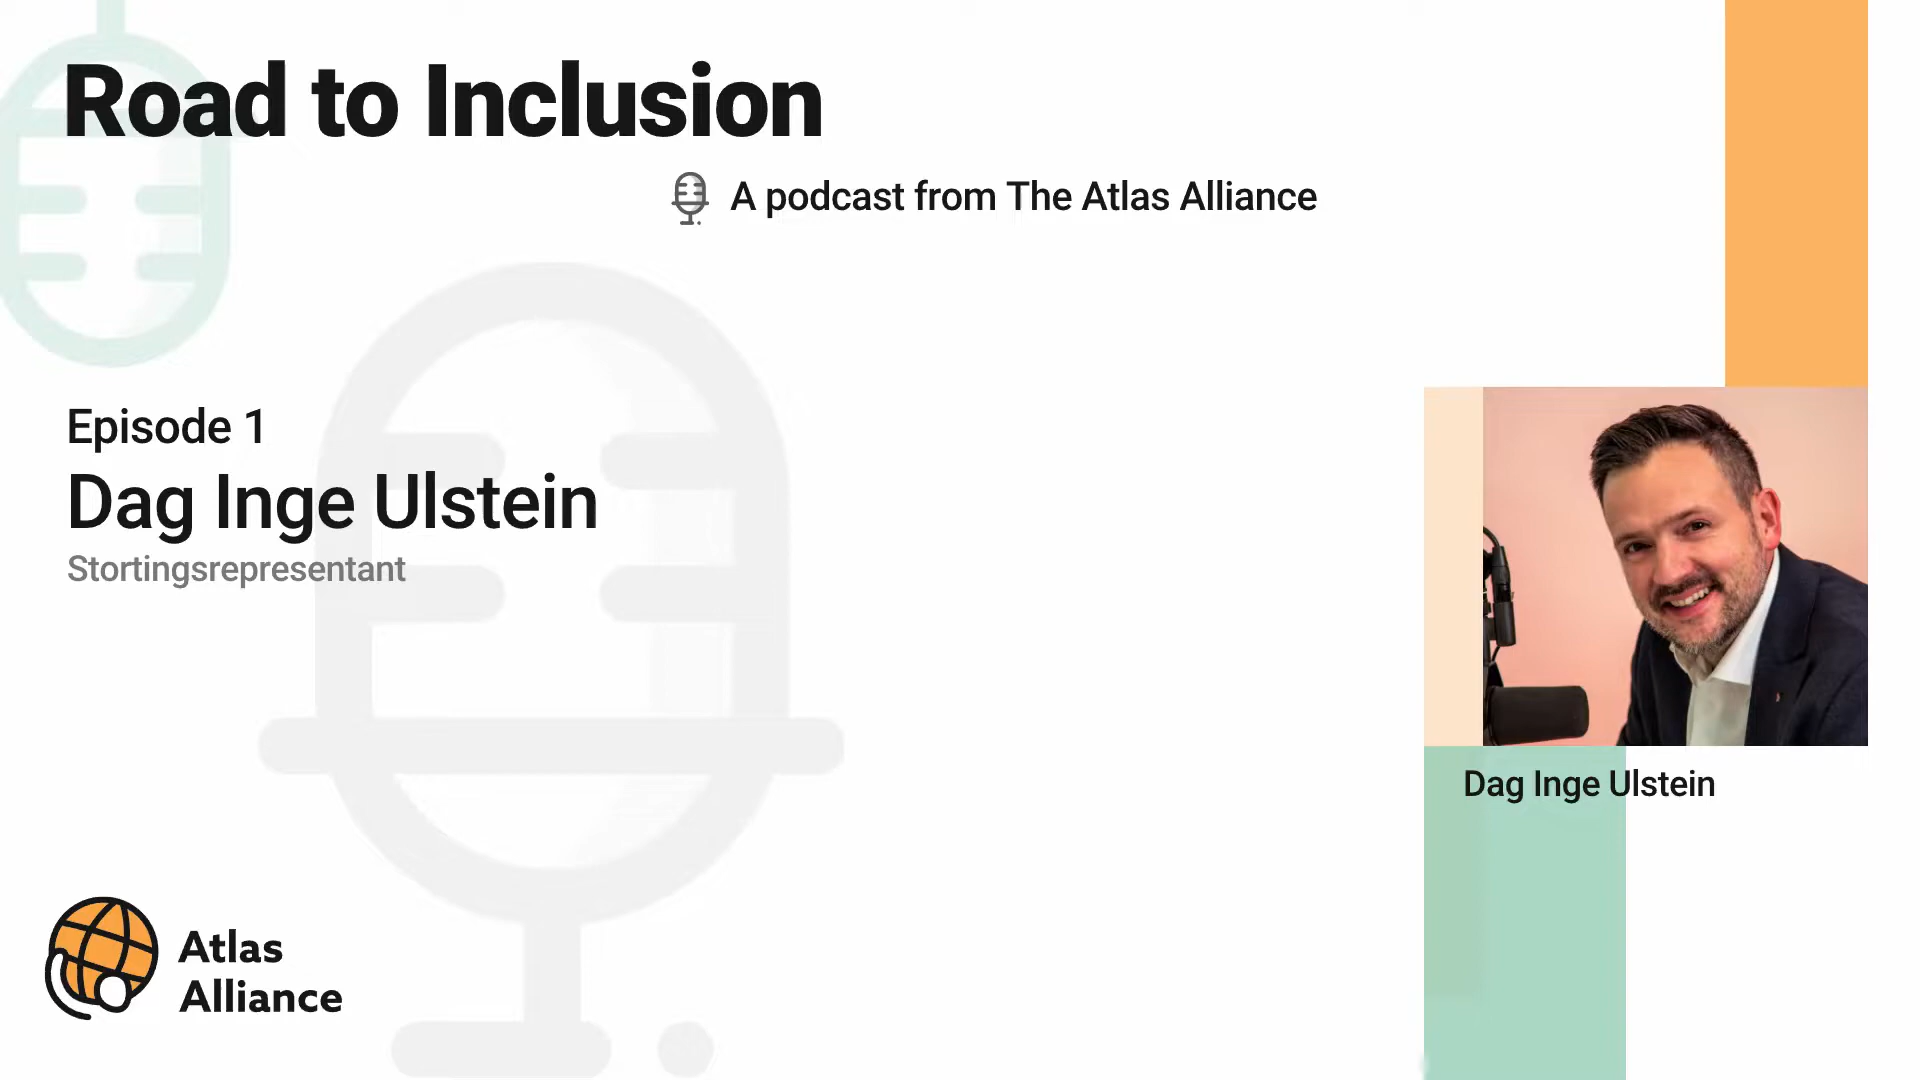 Road to Inclusion
A podcast from The Atlas Alliance
Episode 1
Dag Inge Ulstein
Stortingsrepresentant
Dag Inge Ulstein
Atlas
Alliance